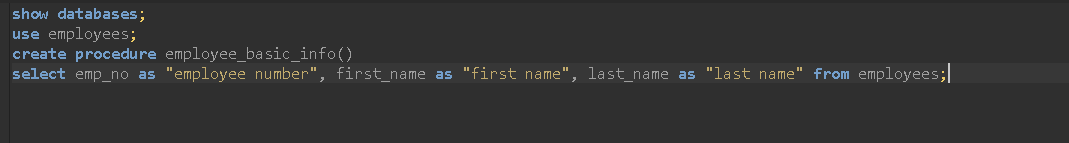 show databases;
use employees;
create procedure employee_basic_info()
select emp_no as "employee number", first_name as "first name", last_name as "last name" from employees;